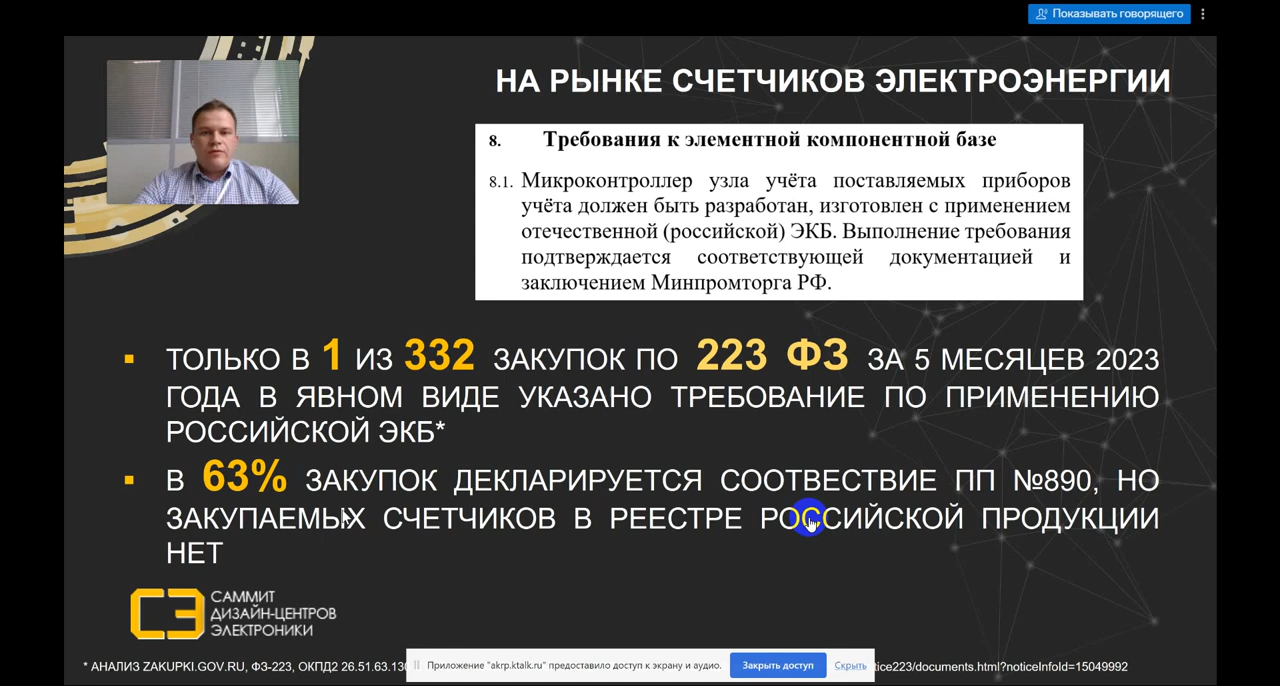 Показывать говорящего
НА РЫНКЕ СЧЕТЧИКОВ ЭЛЕКТРОЭНЕРГИИ
8. Требования к элементной компонентной базе
8.1. Микроконтроллер узла учёта поставляемых приборов
учёта должен быть разработан, изготовлен с применением
отечественной (российской) ЭКБ. Выполнение требования
подтверждается соответствующей документацией и
заключением Минпромторга РФ.
▪ ТОЛЬКО В 1 ИЗ 332 ЗАКУПОК ПО 223 ФЗ ЗА 5 МЕСЯЦЕВ 2023
ГОДА В ЯВНОМ ВИДЕ УКАЗАНО ТРЕБОВАНИЕ ПО ПРИМЕНЕНИЮ
РОССИЙСКОЙ ЭКБ*
▪ В 63% ЗАКУПОК ДЕКЛАРИРУЕТСЯ СООТВЕСТВИЕ ПП №890, НО
ЗАКУПАЕМЫХ СЧЕТЧИКОВ В РЕЕСТРЕ РОССИЙСКОЙ ПРОДУКЦИИ
НЕТ
СЭ
САММИТ
ДИЗАЙН-ЦЕНТРОВ
ЭЛЕКТРОНИКИ
* АНАЛИЗ ZAKUPKI.GOV.RU, ФЗ-223, ОКПД2 26.51.63.130
Приложение "akrp.ktalk.ru" предоставило доступ к экрану и аудио. Закрыть доступ Скрыть
tice223/documents.html?noticeInfoId=15049992